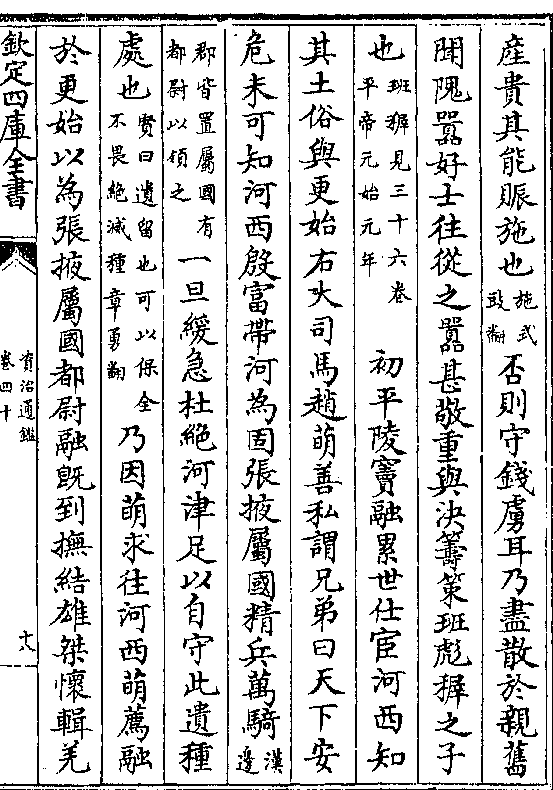 産貴其能賑施也施式豉翻否則守錢虜耳乃盡散於親舊
聞隗囂好士往從之囂甚敬重與決籌策班彪穉之子
也班穉見三十六卷平帝元始元年 初平陵竇融累世仕宦河西知
其土俗與更始右大司馬趙萌善私謂兄弟曰天下安
危未可知河西殷富帶河為固張掖屬國精兵萬騎漢邊
郡皆置屬國有都尉以領之一旦緩急杜絶河津足以自守此遺種
處也賢曰遺留也可以保全不畏絶滅種章勇翻乃因萌求往河西萌薦融
於更始以為張掖屬國都尉融既到撫結雄桀懷輯羌
欽定四庫全書
資治通鑑
卷四十
十八